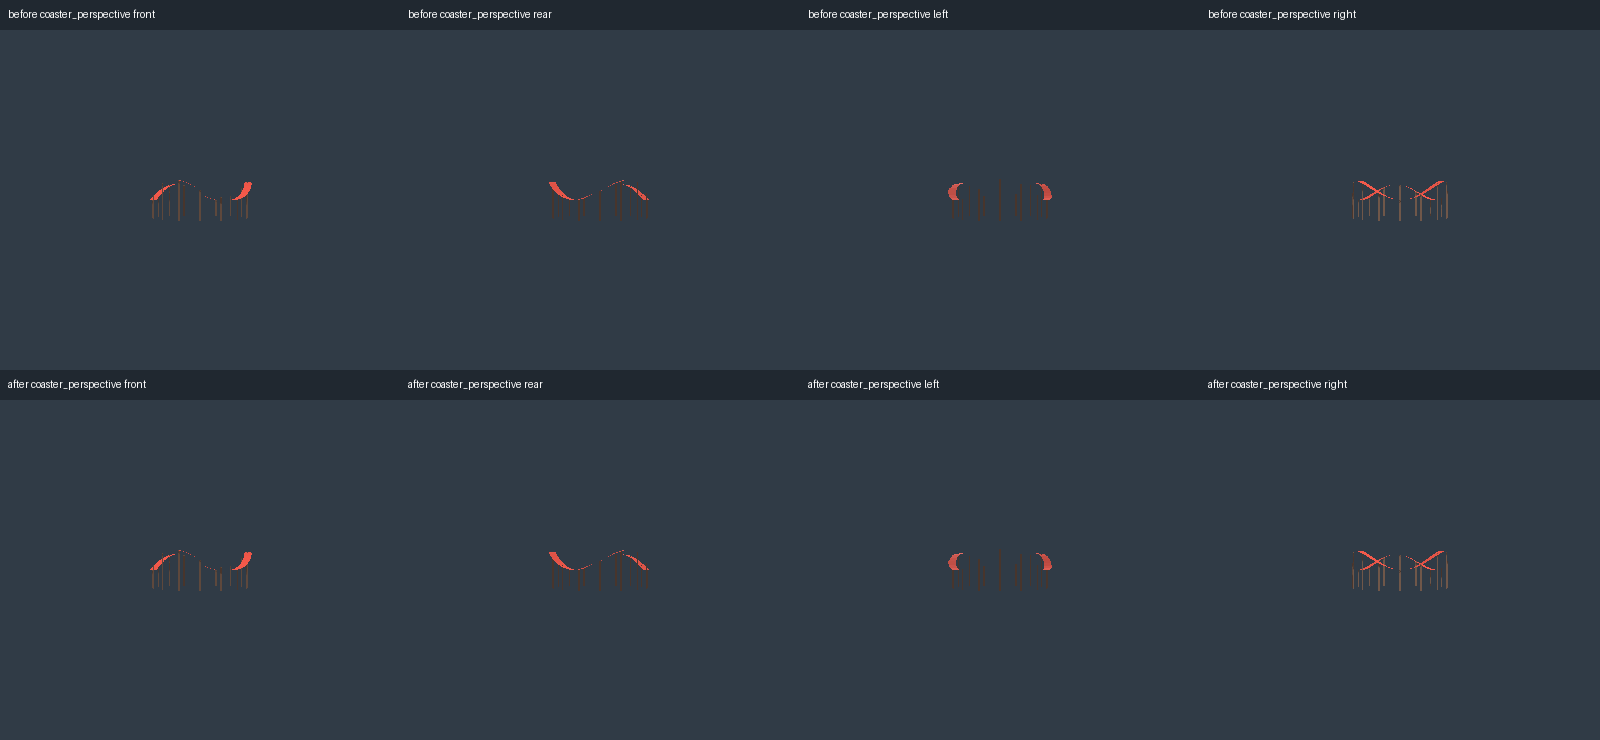 before coaster_perspective front
before coaster_perspective rear
before coaster_perspective left
before coaster_perspective right
after coaster_perspective front
after coaster_perspective rear
after coaster_perspective left
after coaster_perspective right